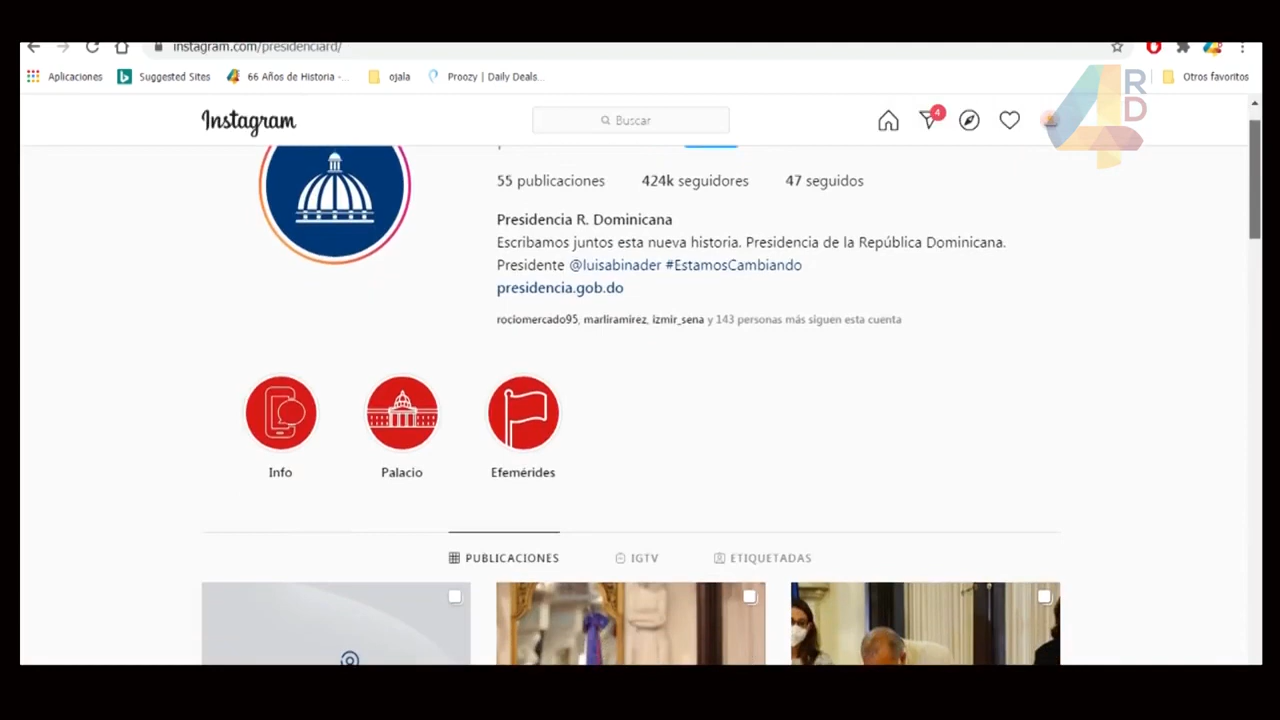 instagram.com/presidenciard/
Aplicaciones
Suggested Sites
66 Años de Historia -...
ojala
Proozy | Daily Deals...
Otros favoritos
4
RD
Instagram
Buscar
4
55 publicaciones
424k seguidores
47 seguidos
Presidencia R. Dominicana
Escribamos juntos esta nueva historia. Presidencia de la República Dominicana.
Presidente @luisabinader #EstamosCambiando
presidencia.gob.do
rociomercado95, marliramirez, izmir_sena y 143 personas más siguen esta cuenta
Info
Palacio
Efemérides
PUBLICACIONES
IGTV
ETIQUETADAS